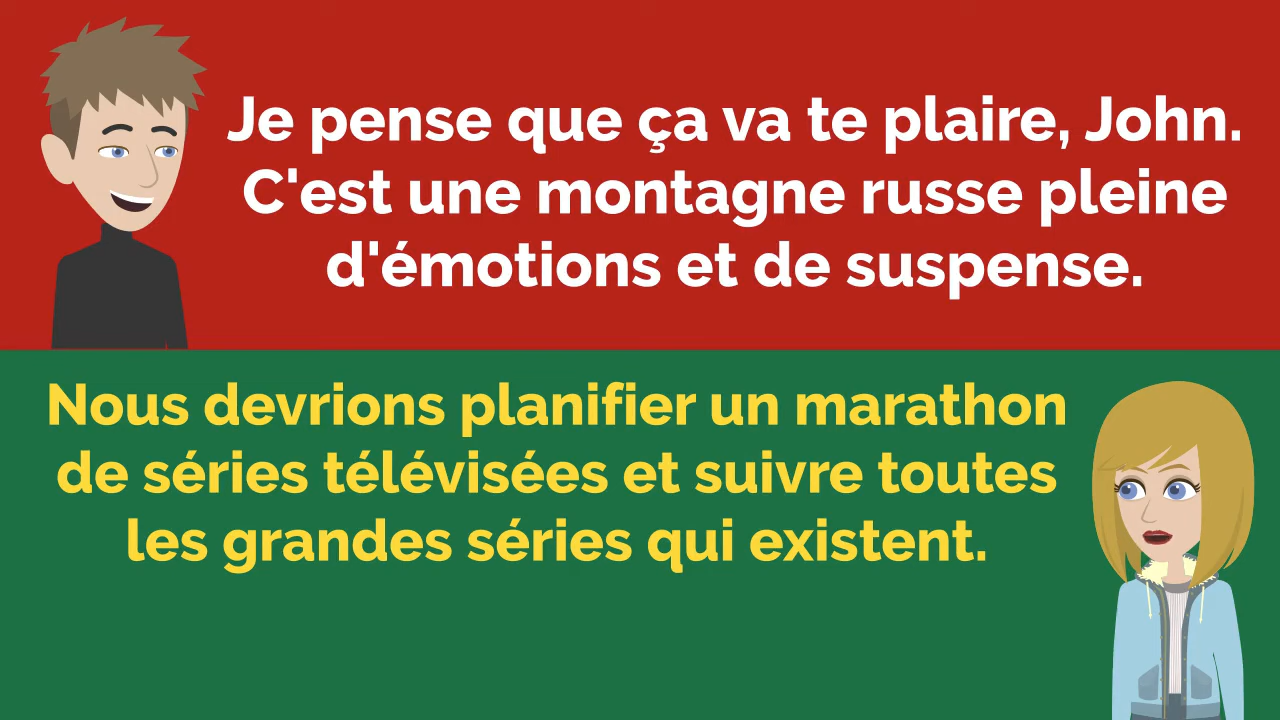 Je pense que ça va te plaire, John.
C'est une montagne russe pleine
d'émotions et de suspense.
Nous devrions planifier un marathon
de séries télévisées et suivre toutes
les grandes séries qui existent.